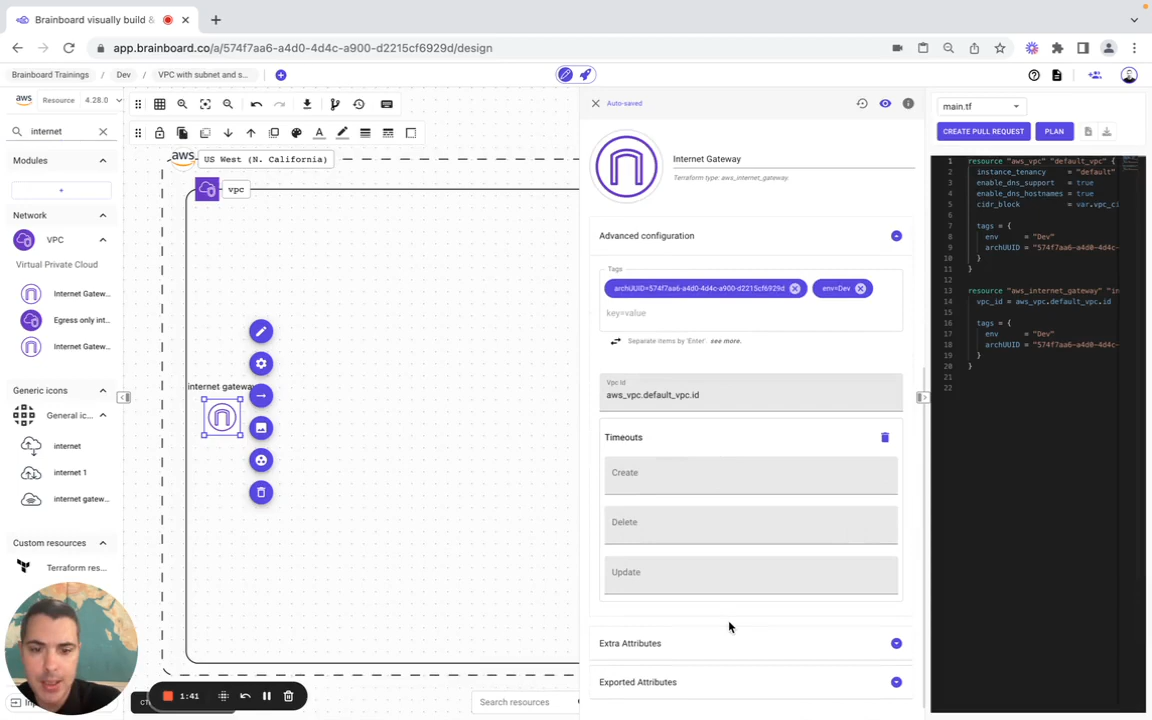 Brainboard visually build &
app.brainboard.co/a/574f7aa6-a4d0-4d4c-a900-d2215cf6929d/design
Brainboard Trainings
Dev
VPC with subnet and s...
aws
Resource
4.28.0
internet
Modules
+
Network
VPC
Virtual Private Cloud
Internet Gatew...
Egress only int...
Internet Gatew...
Generic icons
General ic...
internet
internet 1
internet gatew...
Custom resources
Terraform res...
1:41
aws
US West (N. California)
vpc
internet gateway
Search resources
Auto-saved
Internet Gateway
Terraform type: aws_internet_gateway
Advanced configuration
Tags
archUUID=574f7aa6-a4d0-4d4c-a900-d2215cf6929d
env=Dev
key=value
Separate items by 'Enter'. see more.
Vpc Id
aws_vpc.default_vpc.id
Timeouts
Create
Delete
Update
Extra Attributes
Exported Attributes
main.tf
CREATE PULL REQUEST
PLAN
1 resource "aws_vpc" "default_vpc" {
2 instance_tenancy = "default"
3 enable_dns_support = true
4 enable_dns_hostnames = true
5 cidr_block = var.vpc_ci
6
7 tags = {
8 env = "Dev"
9 archUUID = "574f7aa6-a4d0-4d4c-
10 }
11 }
12
13 resource "aws_internet_gateway" "in
14 vpc_id = aws_vpc.default_vpc.id
15
16 tags = {
17 env = "Dev"
18 archUUID = "574f7aa6-a4d0-4d4c-
19 }
20 }
21
22